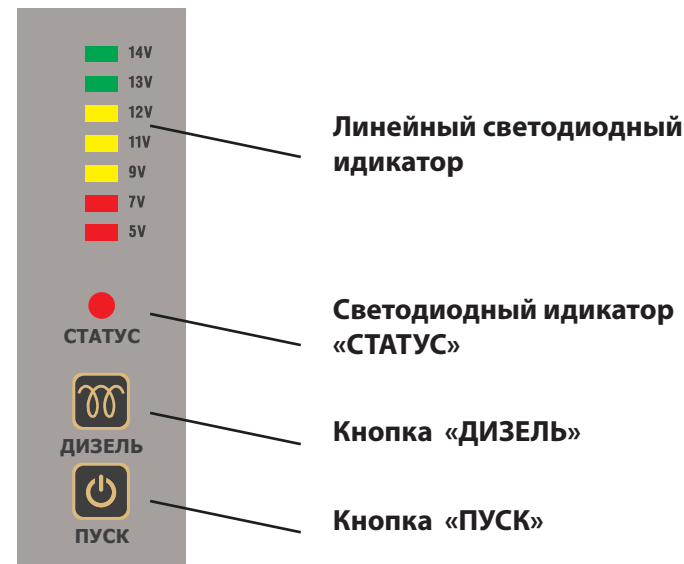 14V
13V
12V
11V
9V
7V
5V
Линейный светодиодный
идикатор
СТАТУС
Светодиодный идикатор
«СТАТУС»
ДИЗЕЛЬ
Кнопка «ДИЗЕЛЬ»
ПУСК
Кнопка «ПУСК»